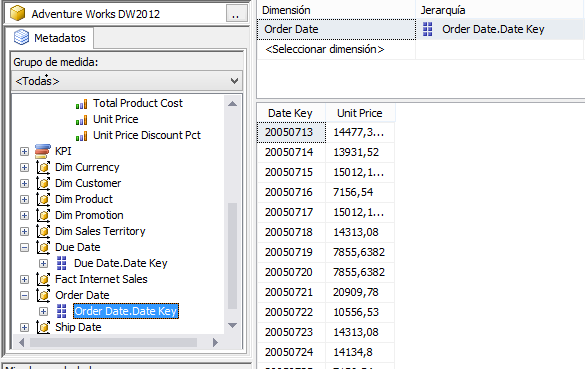 Adventure Works DW2012
..
Metadatos
Grupo de medida:
<Todas>
Total Product Cost
Unit Price
Unit Price Discount Pct
KPI
Dim Currency
Dim Customer
Dim Product
Dim Promotion
Dim Sales Territory
Due Date
Due Date.Date Key
Fact Internet Sales
Order Date
Order Date.Date Key
Ship Date
Dimensión Jerarquía
Order Date Order Date.Date Key
<Seleccionar dimensión>
Date Key Unit Price
20050713 14477,3...
20050714 13931,52
20050715 15012,1...
20050716 7156,54
20050717 15012,1...
20050718 14313,08
20050719 7855,6382
20050720 7855,6382
20050721 20909,78
20050722 10556,53
20050723 14313,08
20050724 14134,8